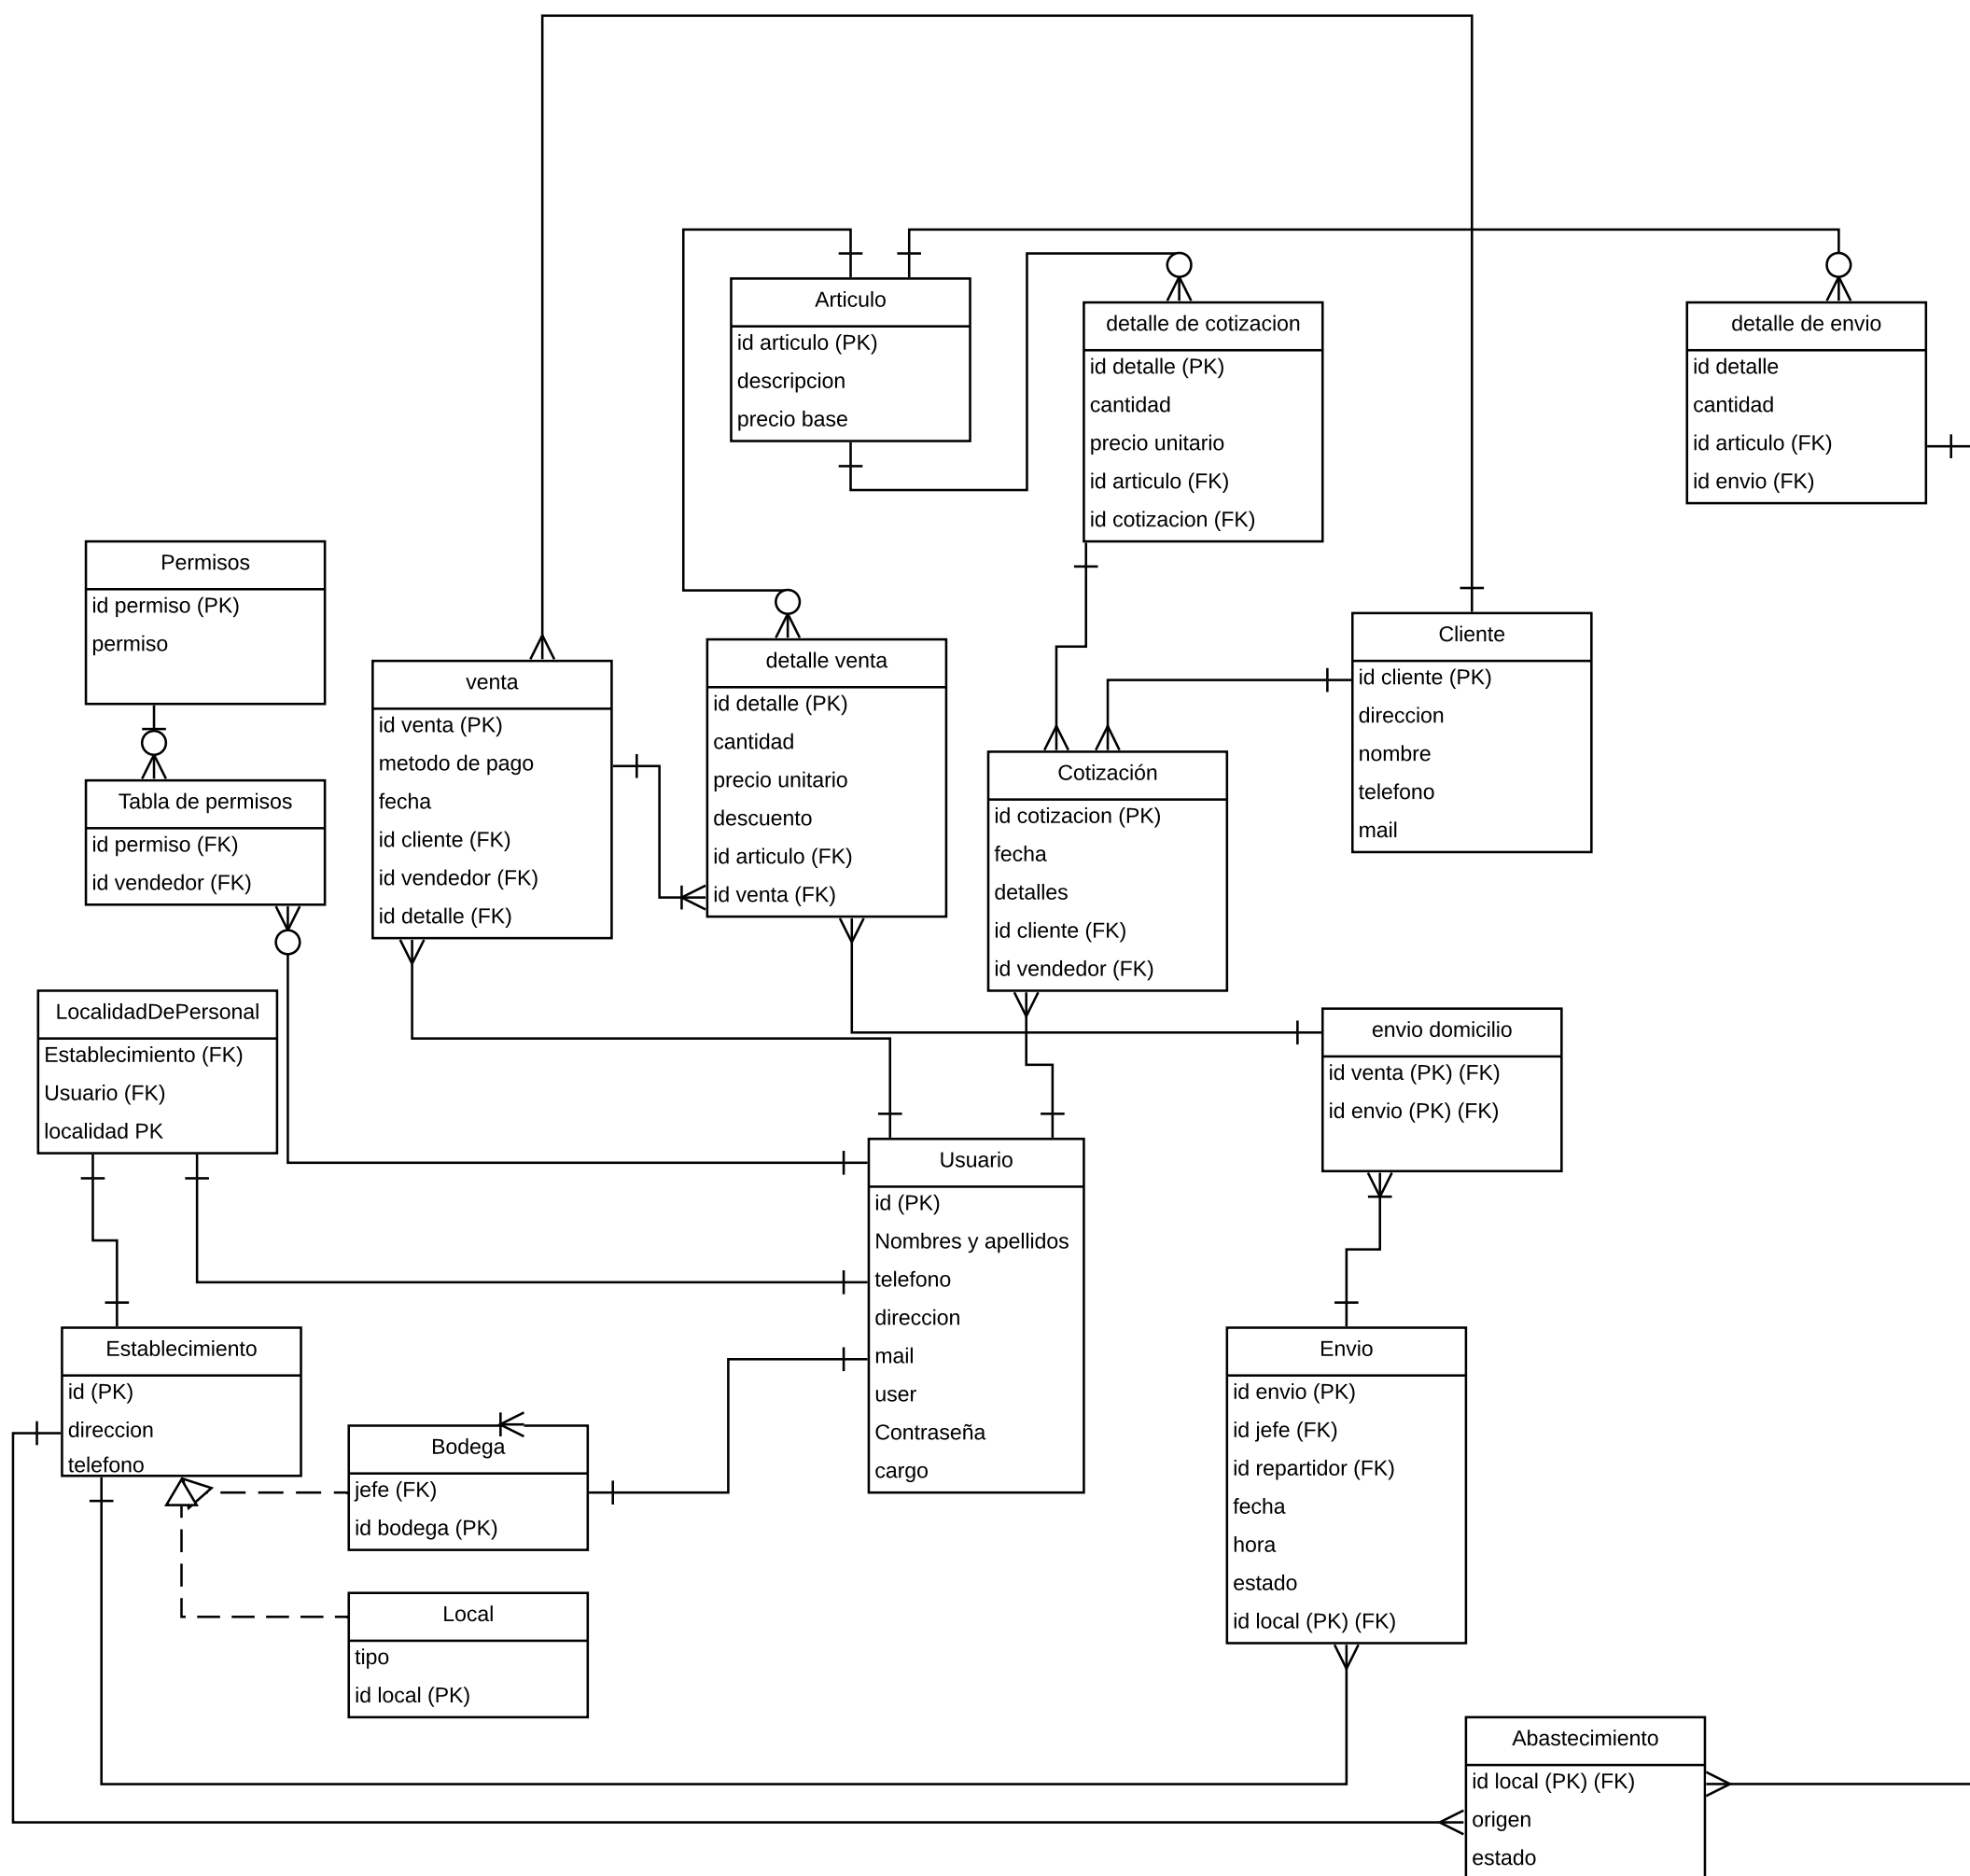 Articulo
id articulo (PK)
descripcion
precio base
detalle de cotizacion
id detalle (PK)
cantidad
precio unitario
id articulo (FK)
id cotizacion (FK)
detalle de envio
id detalle
cantidad
id articulo (FK)
id envio (FK)
Permisos
id permiso (PK)
permiso
Tabla de permisos
id permiso (FK)
id vendedor (FK)
venta
id venta (PK)
metodo de pago
fecha
id cliente (FK)
id vendedor (FK)
id detalle (FK)
detalle venta
id detalle (PK)
cantidad
precio unitario
descuento
id articulo (FK)
id venta (FK)
Cotización
id cotizacion (PK)
fecha
detalles
id cliente (FK)
id vendedor (FK)
Cliente
id cliente (PK)
direccion
nombre
telefono
mail
LocalidadDePersonal
Establecimiento (FK)
Usuario (FK)
localidad PK
Usuario
id (PK)
Nombres y apellidos
telefono
direccion
mail
user
Contraseña
cargo
envio domicilio
id venta (PK) (FK)
id envio (PK) (FK)
Establecimiento
id (PK)
direccion
telefono
Bodega
jefe (FK)
id bodega (PK)
Local
tipo
id local (PK)
Envio
id envio (PK)
id jefe (FK)
id repartidor (FK)
fecha
hora
estado
id local (PK) (FK)
Abastecimiento
id local (PK) (FK)
origen
estado